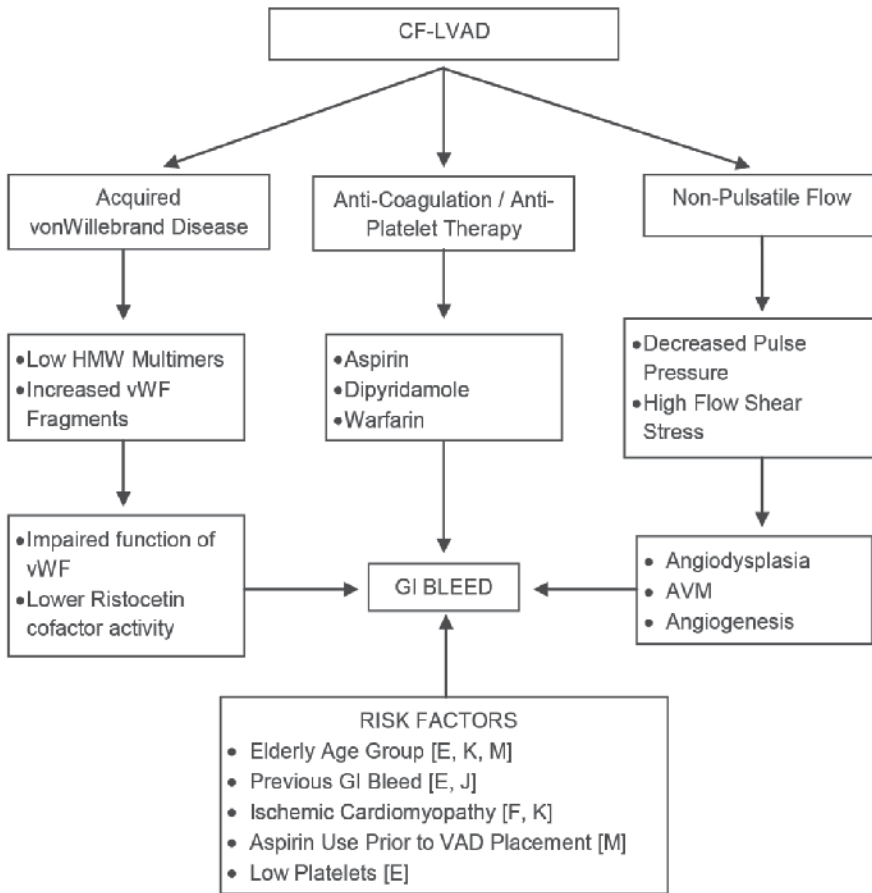 CF-LVAD
Acquired
vonWillebrand Disease
Anti-Coagulation / Anti-
Platelet Therapy
Non-Pulsatile Flow
•Low HMW Multimers
•Increased vWF
Fragments
•Aspirin
•Dipyridamole
•Warfarin
•Decreased Pulse
Pressure
•High Flow Shear
Stress
•Impaired function of
vWF
•Lower Ristocetin
cofactor activity
GI BLEED
• Angiodysplasia
• AVM
• Angiogenesis
RISK FACTORS
• Elderly Age Group [E, K, M]
• Previous GI Bleed [E, J]
• Ischemic Cardiomyopathy [F, K]
• Aspirin Use Prior to VAD Placement [M]
• Low Platelets [E]